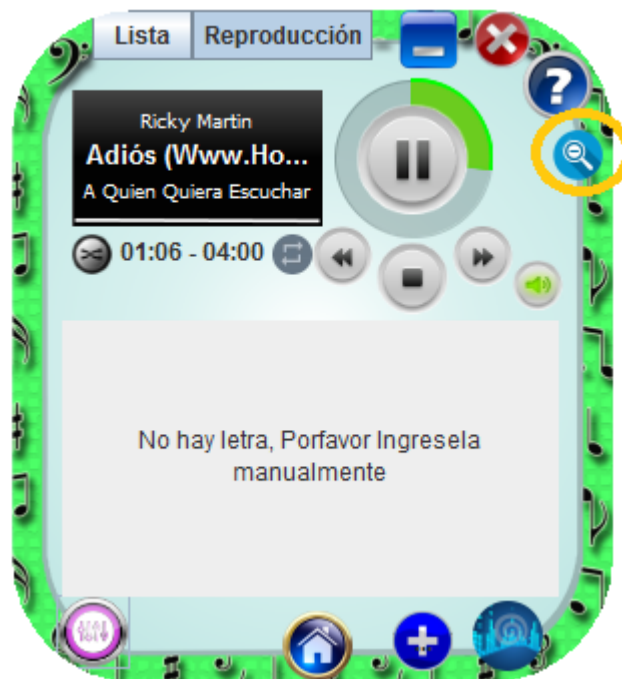 Lista
Reproducción
?
Ricky Martin
Adiós (Www.Ho...
A Quien Quiera Escuchar
01:06 - 04:00
No hay letra, Porfavor Ingresela
manualmente